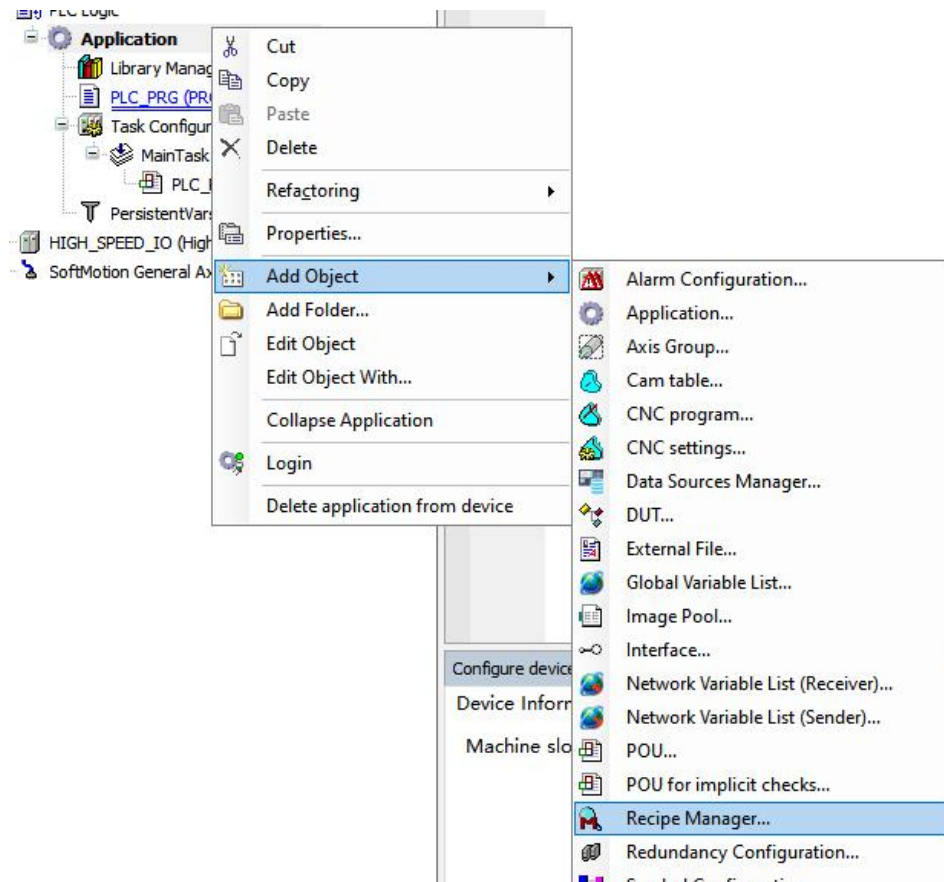 PLC Logic
Application
Library Manag
PLC_PRG (PR
Task Configur
MainTask
PLC_
PersistentVars
HIGH_SPEED_IO (High
SoftMotion General Ax
Cut
Copy
Paste
Delete
Refactoring
Properties...
Add Object
Add Folder...
Edit Object
Edit Object With...
Collapse Application
Login
Delete application from device
Alarm Configuration...
Application...
Axis Group...
Cam table...
CNC program...
CNC settings...
Data Sources Manager...
DUT...
External File...
Global Variable List...
Image Pool...
Interface...
Network Variable List (Receiver)...
Network Variable List (Sender)...
POU...
POU for implicit checks...
Recipe Manager...
Redundancy Configuration...
Configure device
Device Inforr
Machine slo